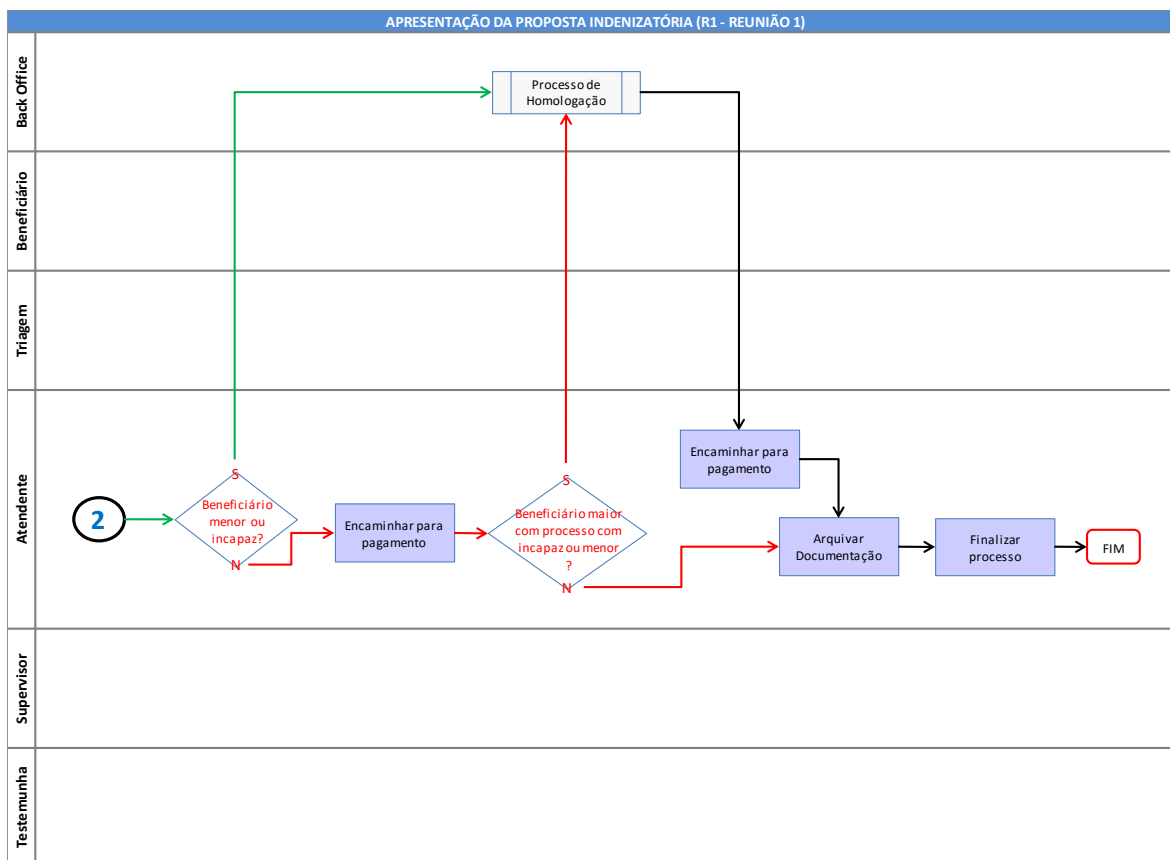 APRESENTAÇÃO DA PROPOSTA INDENIZATÓRIA (R1 - REUNIÃO 1)
Back Office
Processo de
Homologação
Beneficiário
Triagem
Atendente
2
S
Beneficiário
menor ou
incapaz?
N
Encaminhar para
pagamento
S
Beneficiário maior
com processo com
incapaz ou menor
?
N
Encaminhar para
pagamento
Arquivar
Documentação
Finalizar
processo
FIM
Supervisor
Testemunha